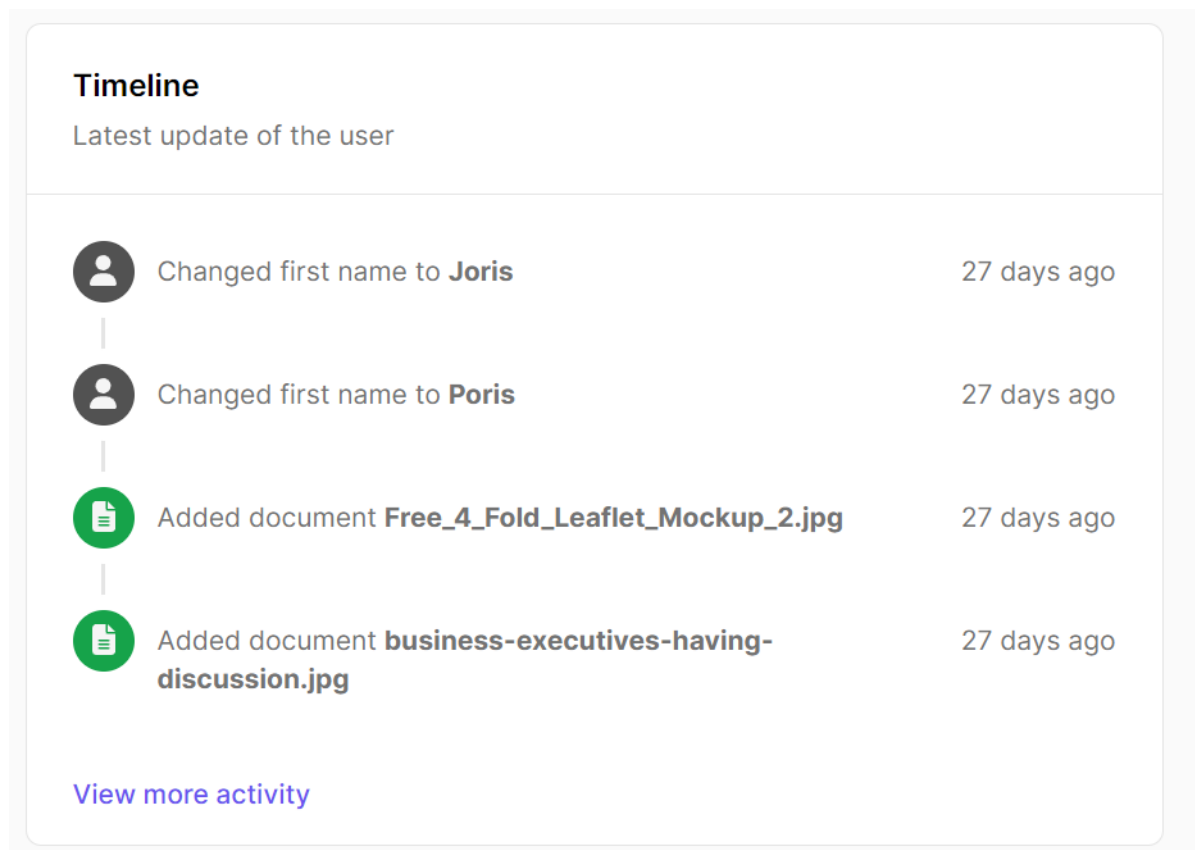 Timeline
Latest update of the user
Changed first name to Joris 27 days ago
Changed first name to Poris 27 days ago
Added document Free_4_Fold_Leaflet_Mockup_2.jpg 27 days ago
Added document business-executives-having- 27 days ago
discussion.jpg
View more activity